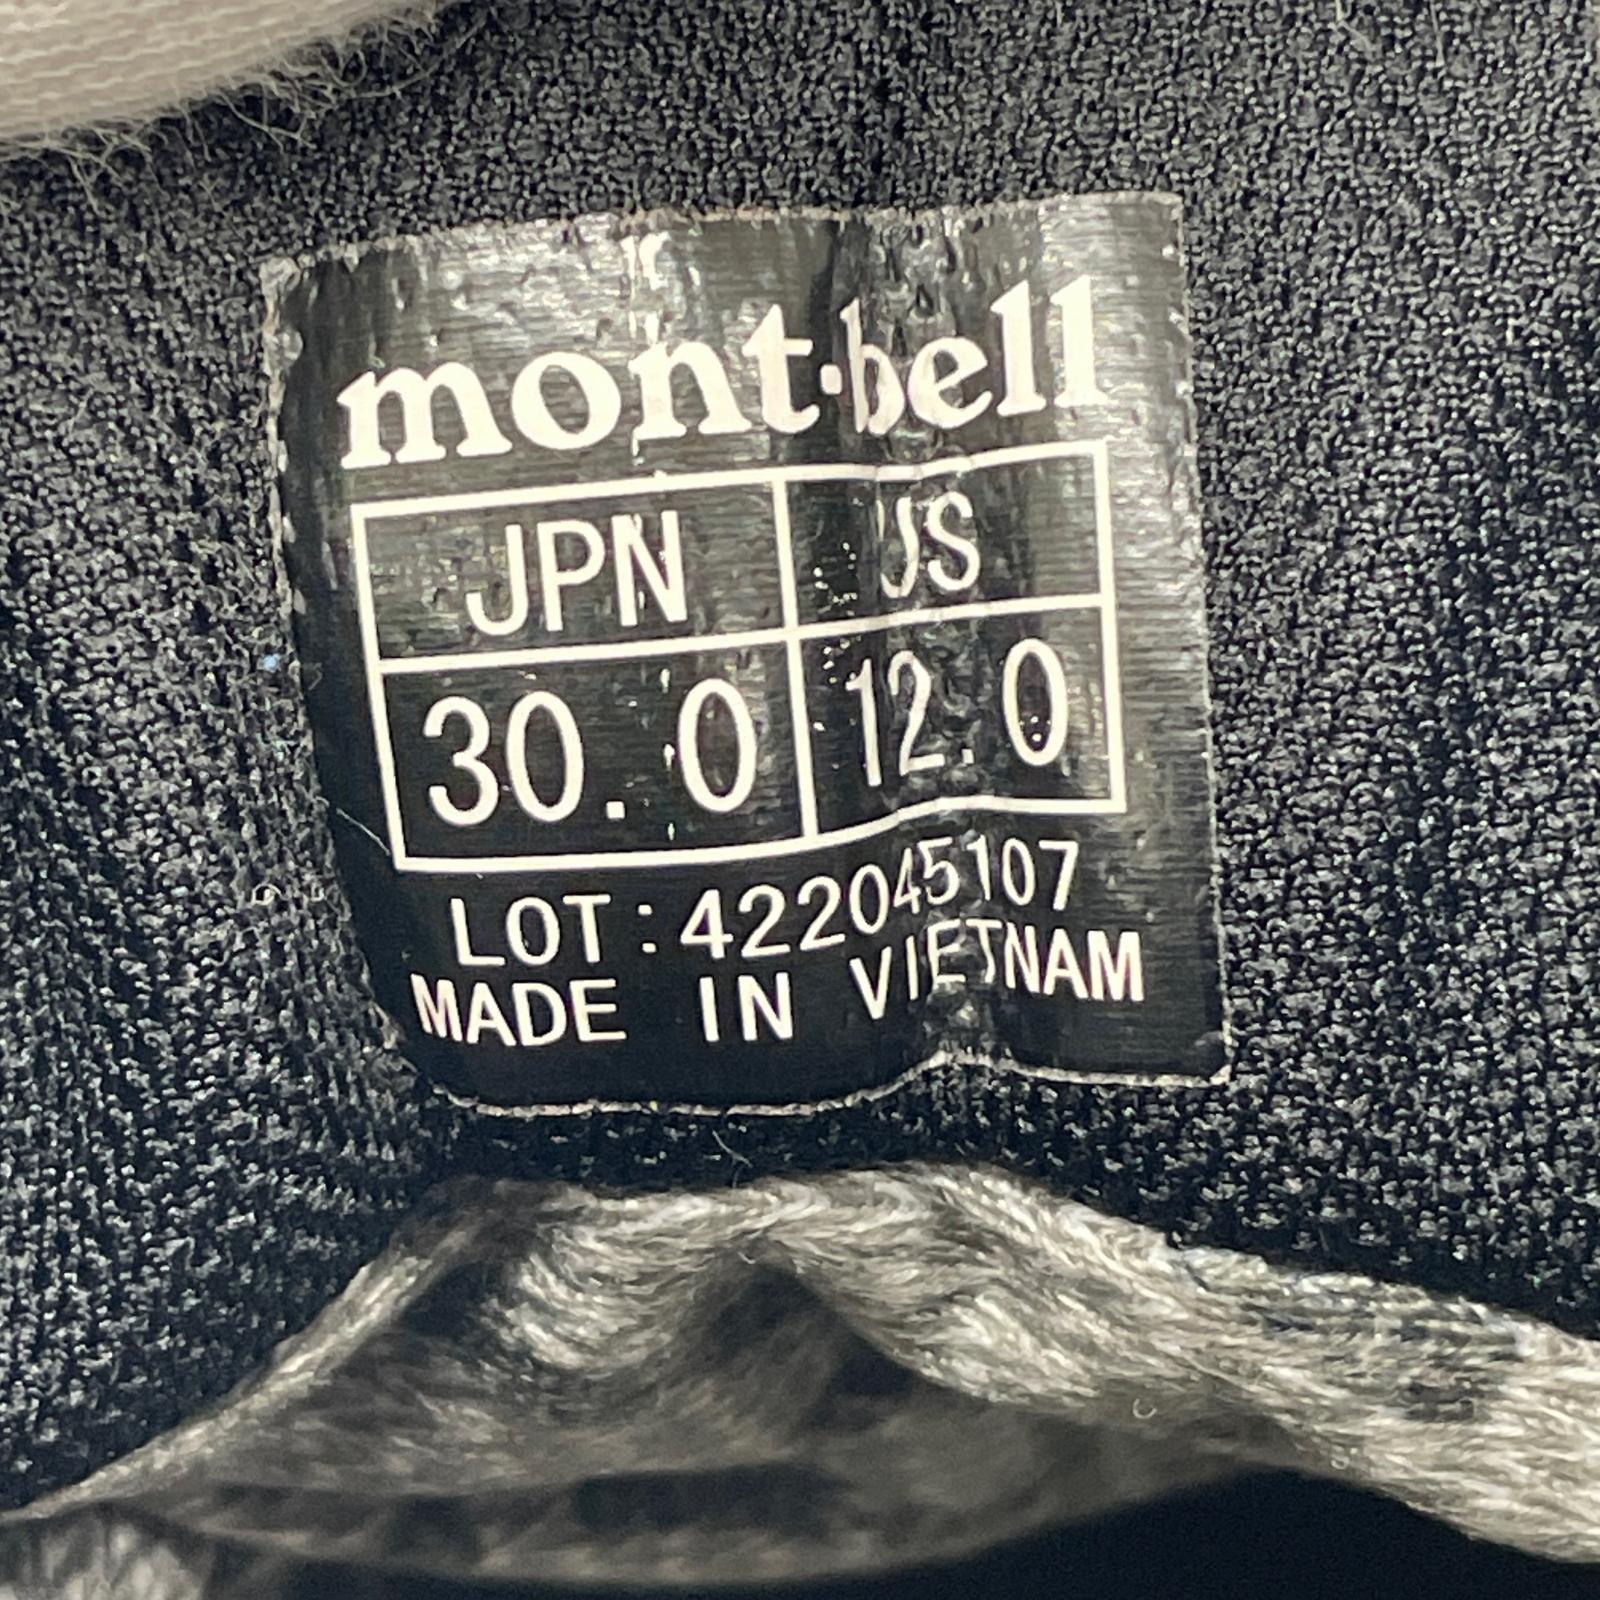 mont·bell
JPN US
30.0 12.0
LOT:422045107
MADE IN VIETNAM